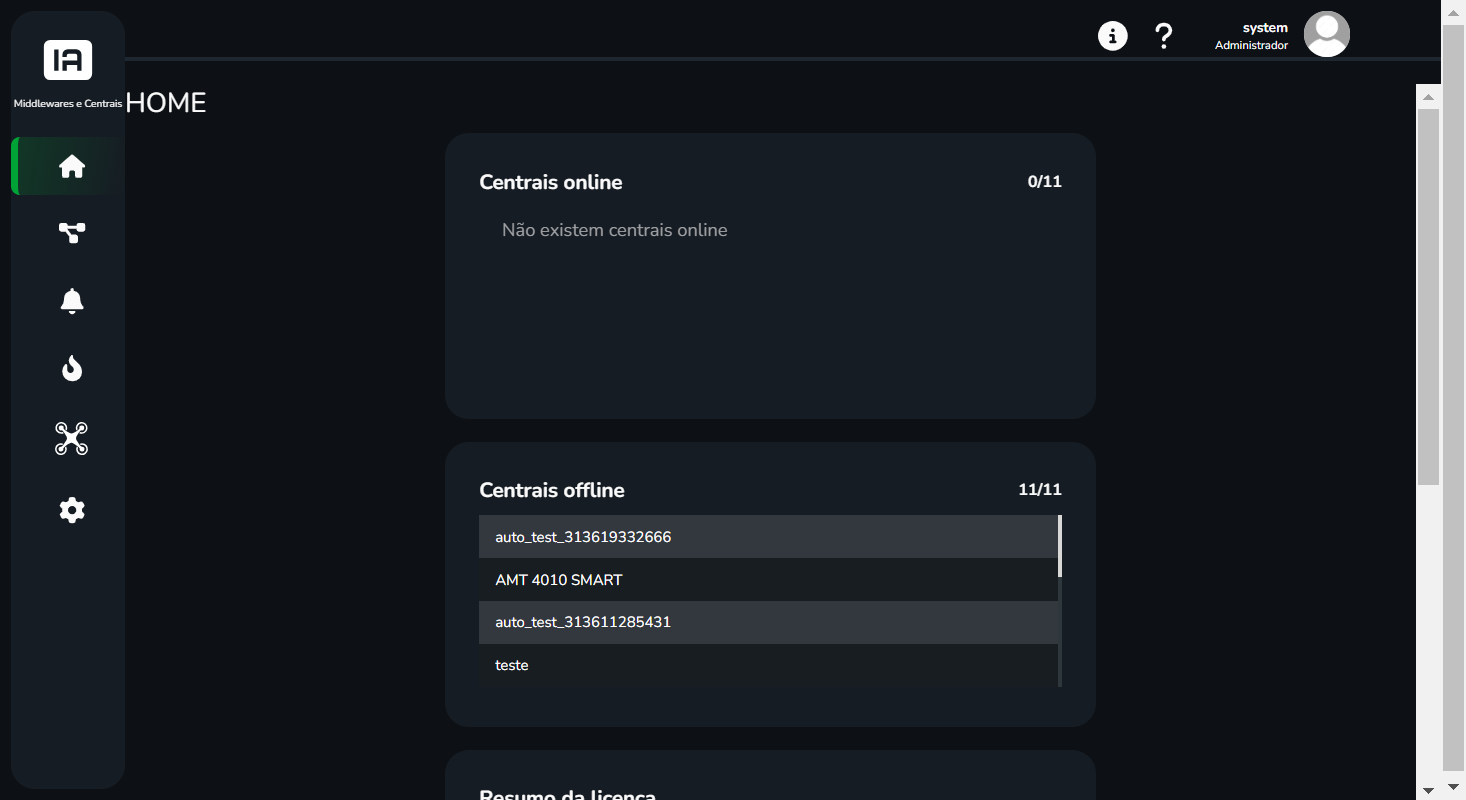 IA
system
Administrador
Middlewares e Centrais
HOME
Centrais online
0/11
Não existem centrais online
Centrais offline
11/11
auto_test_313619332666
AMT 4010 SMART
auto_test_313611285431
teste
Resumo da licença